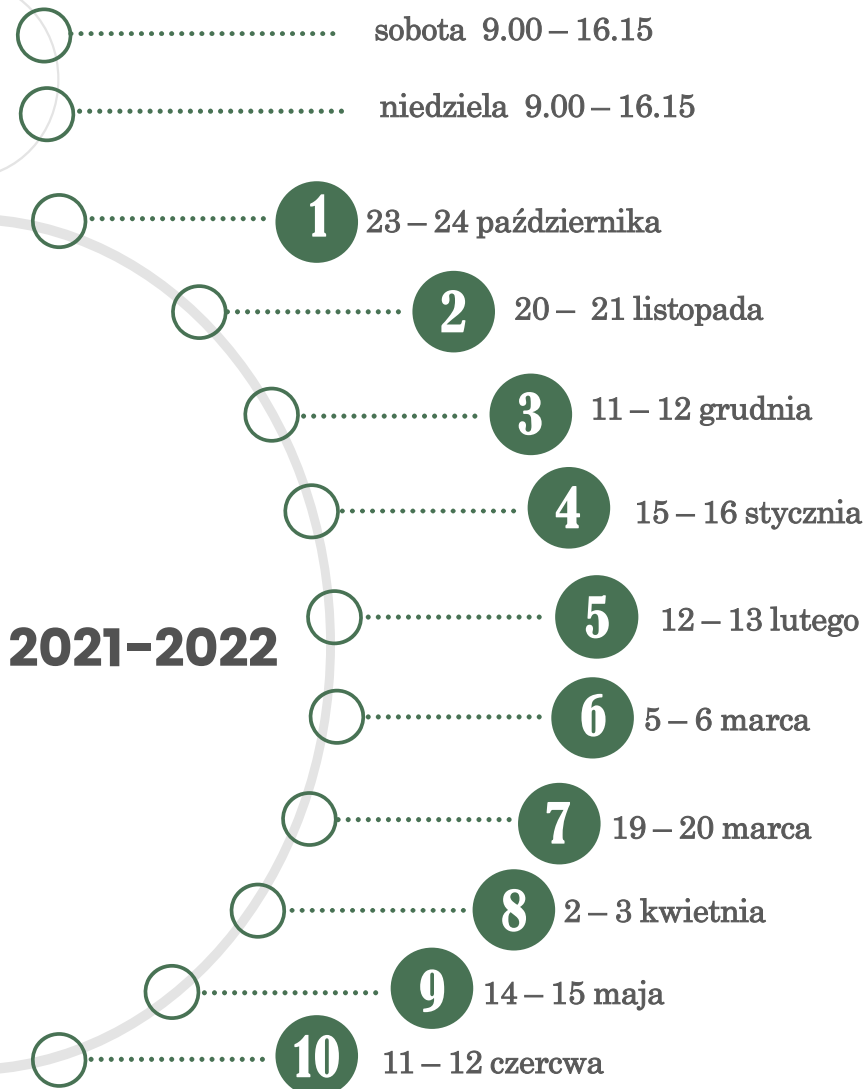 sobota 9.00 – 16.15
niedziela 9.00 – 16.15
1 23 – 24 października
2 20 – 21 listopada
3 11 – 12 grudnia
4 15 – 16 stycznia
5 12 – 13 lutego
2021-2022
6 5 – 6 marca
7 19 – 20 marca
8 2 – 3 kwietnia
9 14 – 15 maja
10 11 – 12 czercwa